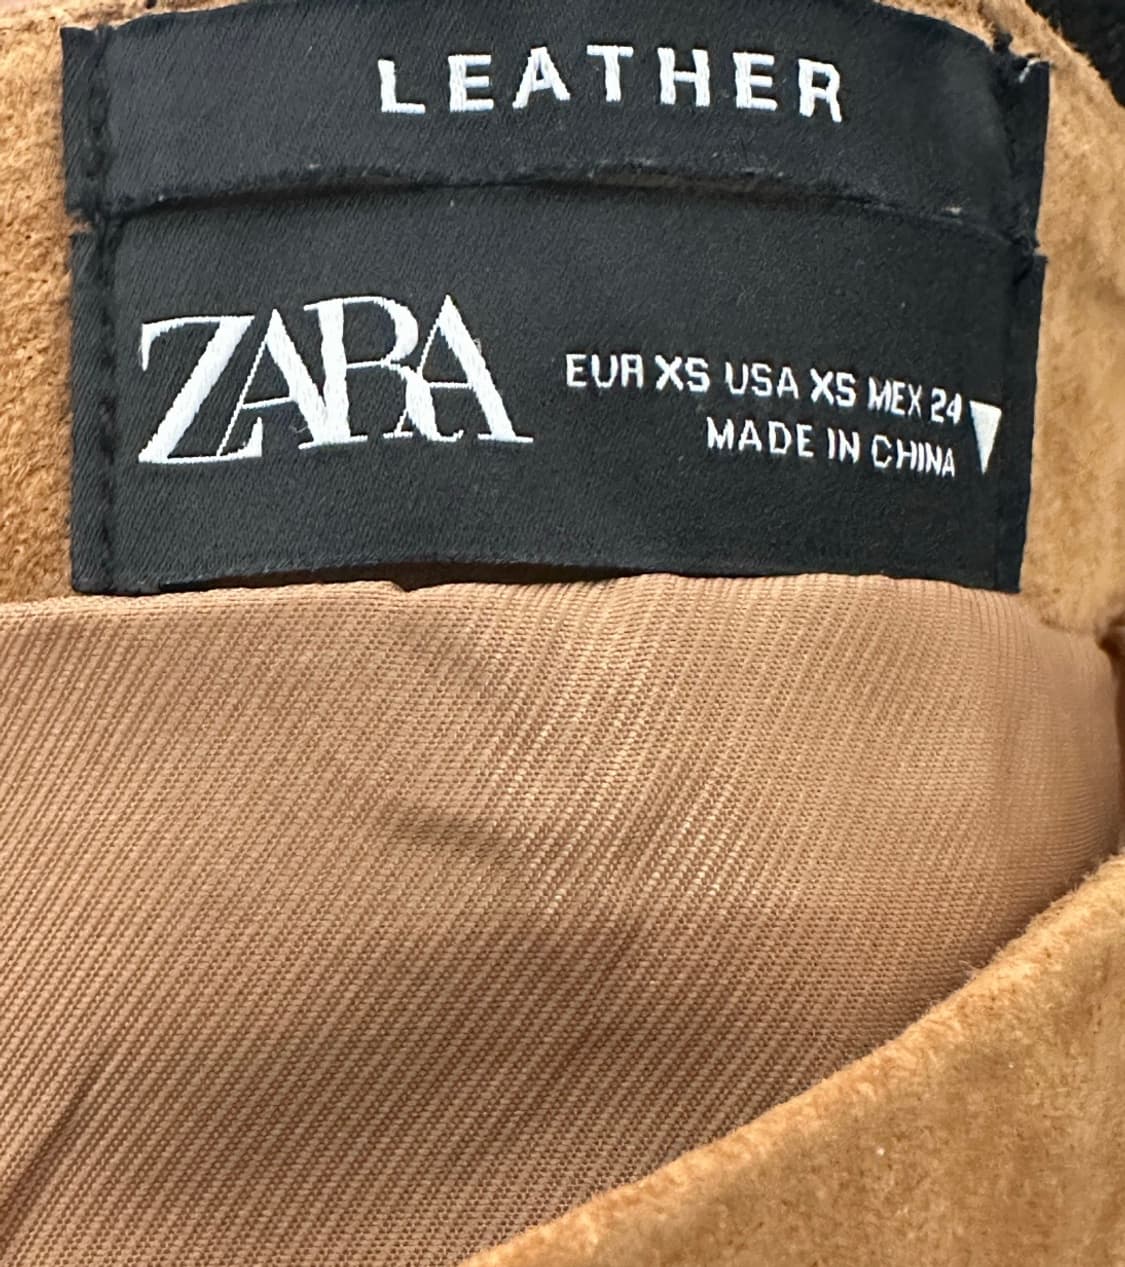 LEATHER
ZARA
EUR XS USA XS MEX 24
MADE IN CHINA